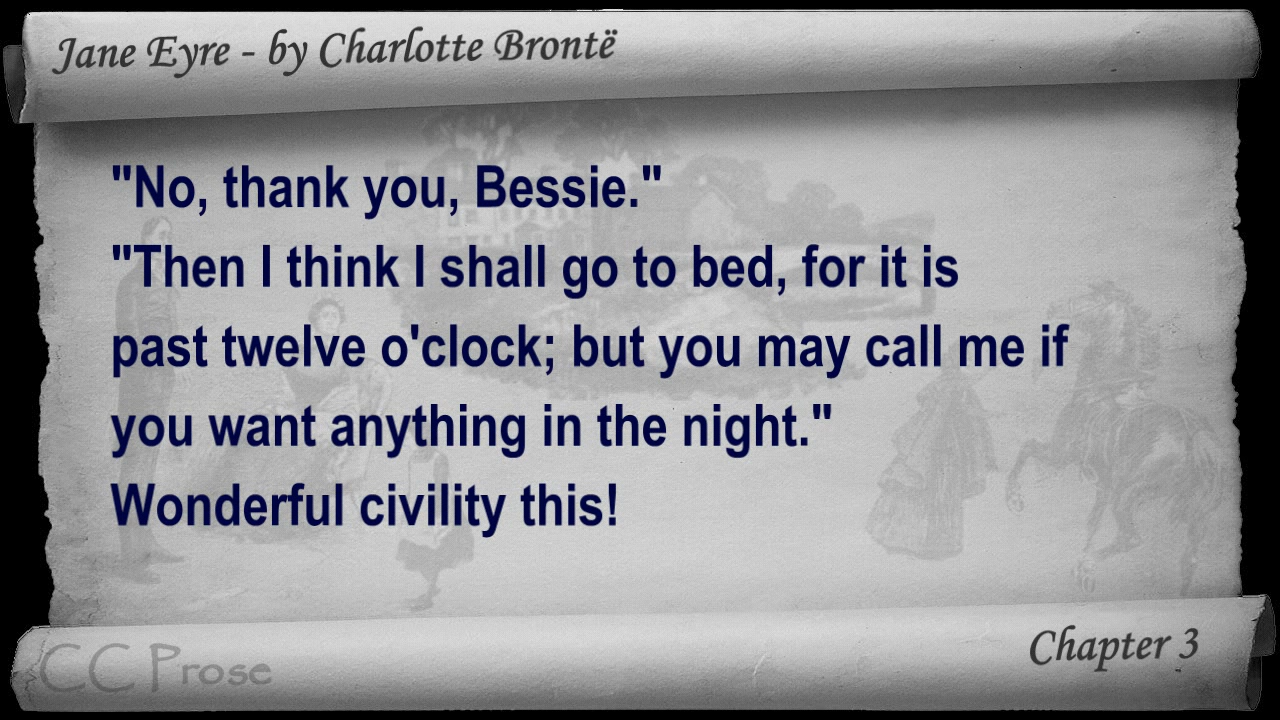 Jane Eyre - by Charlotte Brontë
"No, thank you, Bessie."
"Then I think I shall go to bed, for it is
past twelve o'clock; but you may call me if
you want anything in the night."
Wonderful civility this!
Chapter 3
CC Prose